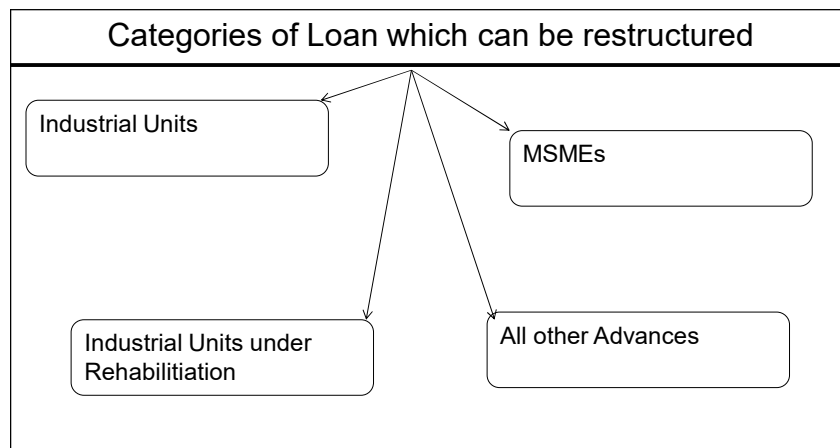 Categories of Loan which can be restructured
Industrial Units
MSMEs
Industrial Units under
Rehabilitiation
All other Advances